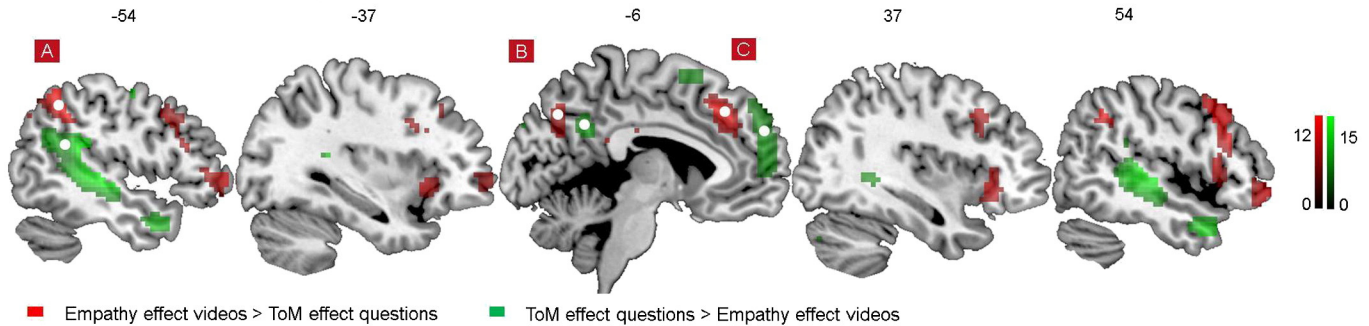 -54 -37 -6 37 54
A B C
12 15
0 0
Empathy effect videos > ToM effect questions ToM effect questions > Empathy effect videos